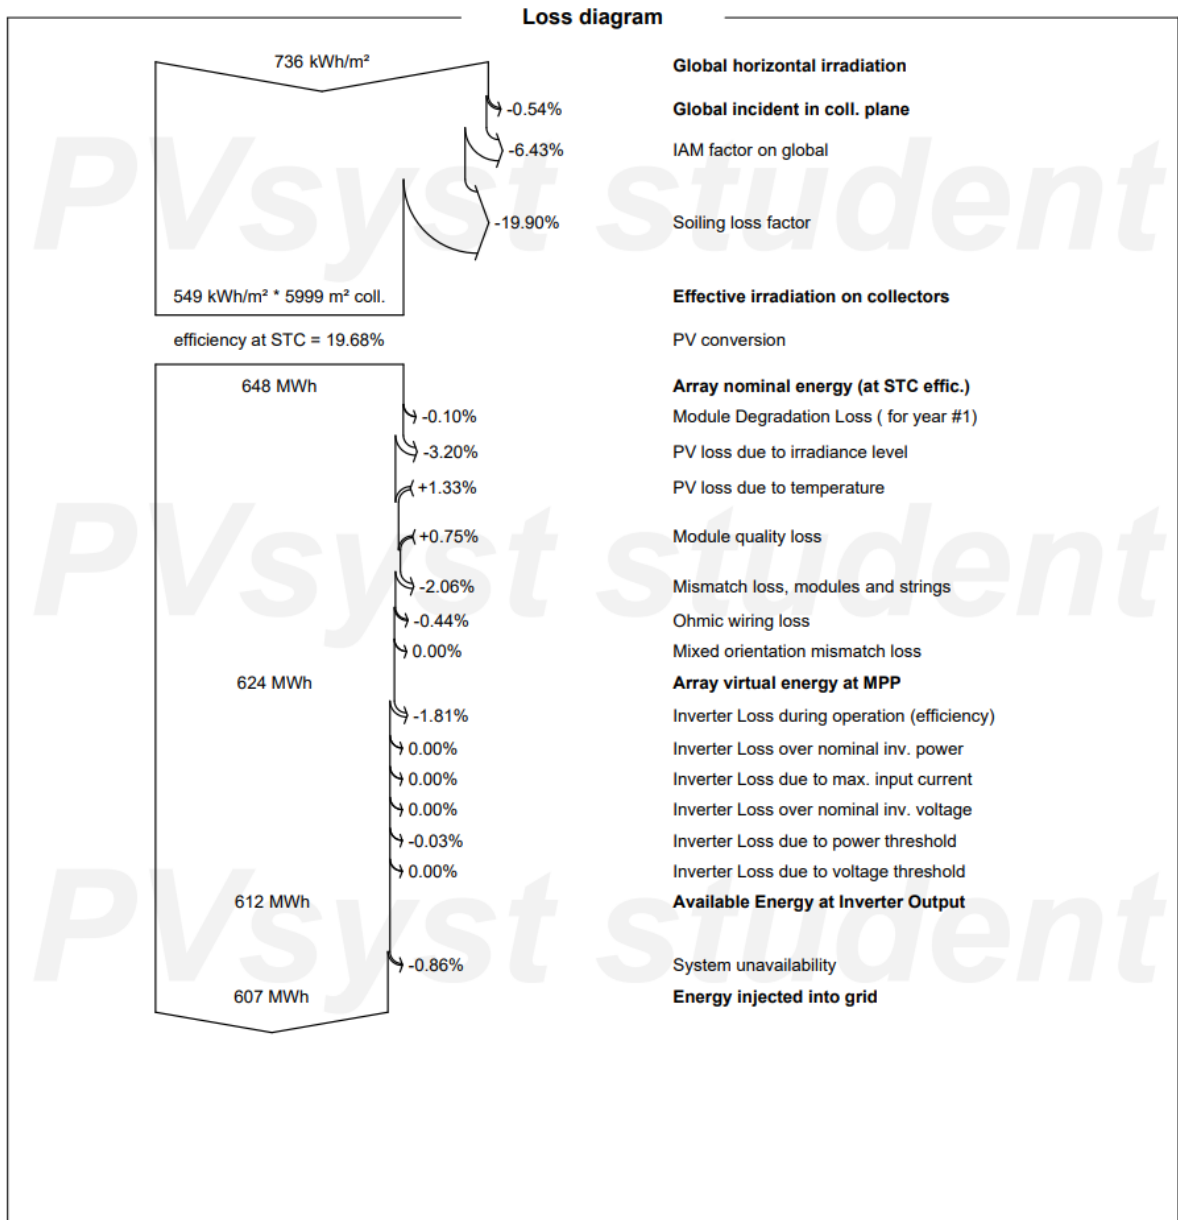 Loss diagram
736 kWh/m²
Global horizontal irradiation
-0.54%
Global incident in coll. plane
-6.43%
IAM factor on global
PVsyst student
-19.90%
Soiling loss factor
549 kWh/m² * 5999 m² coll.
Effective irradiation on collectors
efficiency at STC = 19.68%
PV conversion
648 MWh
Array nominal energy (at STC effic.)
-0.10%
Module Degradation Loss ( for year #1)
-3.20%
PV loss due to irradiance level
+1.33%
PV loss due to temperature
+0.75%
Module quality loss
PVsyst student
-2.06%
Mismatch loss, modules and strings
-0.44%
Ohmic wiring loss
0.00%
Mixed orientation mismatch loss
624 MWh
Array virtual energy at MPP
-1.81%
Inverter Loss during operation (efficiency)
0.00%
Inverter Loss over nominal inv. power
0.00%
Inverter Loss due to max. input current
0.00%
Inverter Loss over nominal inv. voltage
-0.03%
Inverter Loss due to power threshold
0.00%
Inverter Loss due to voltage threshold
612 MWh
Available Energy at Inverter Output
PVsyst student
-0.86%
System unavailability
607 MWh
Energy injected into grid